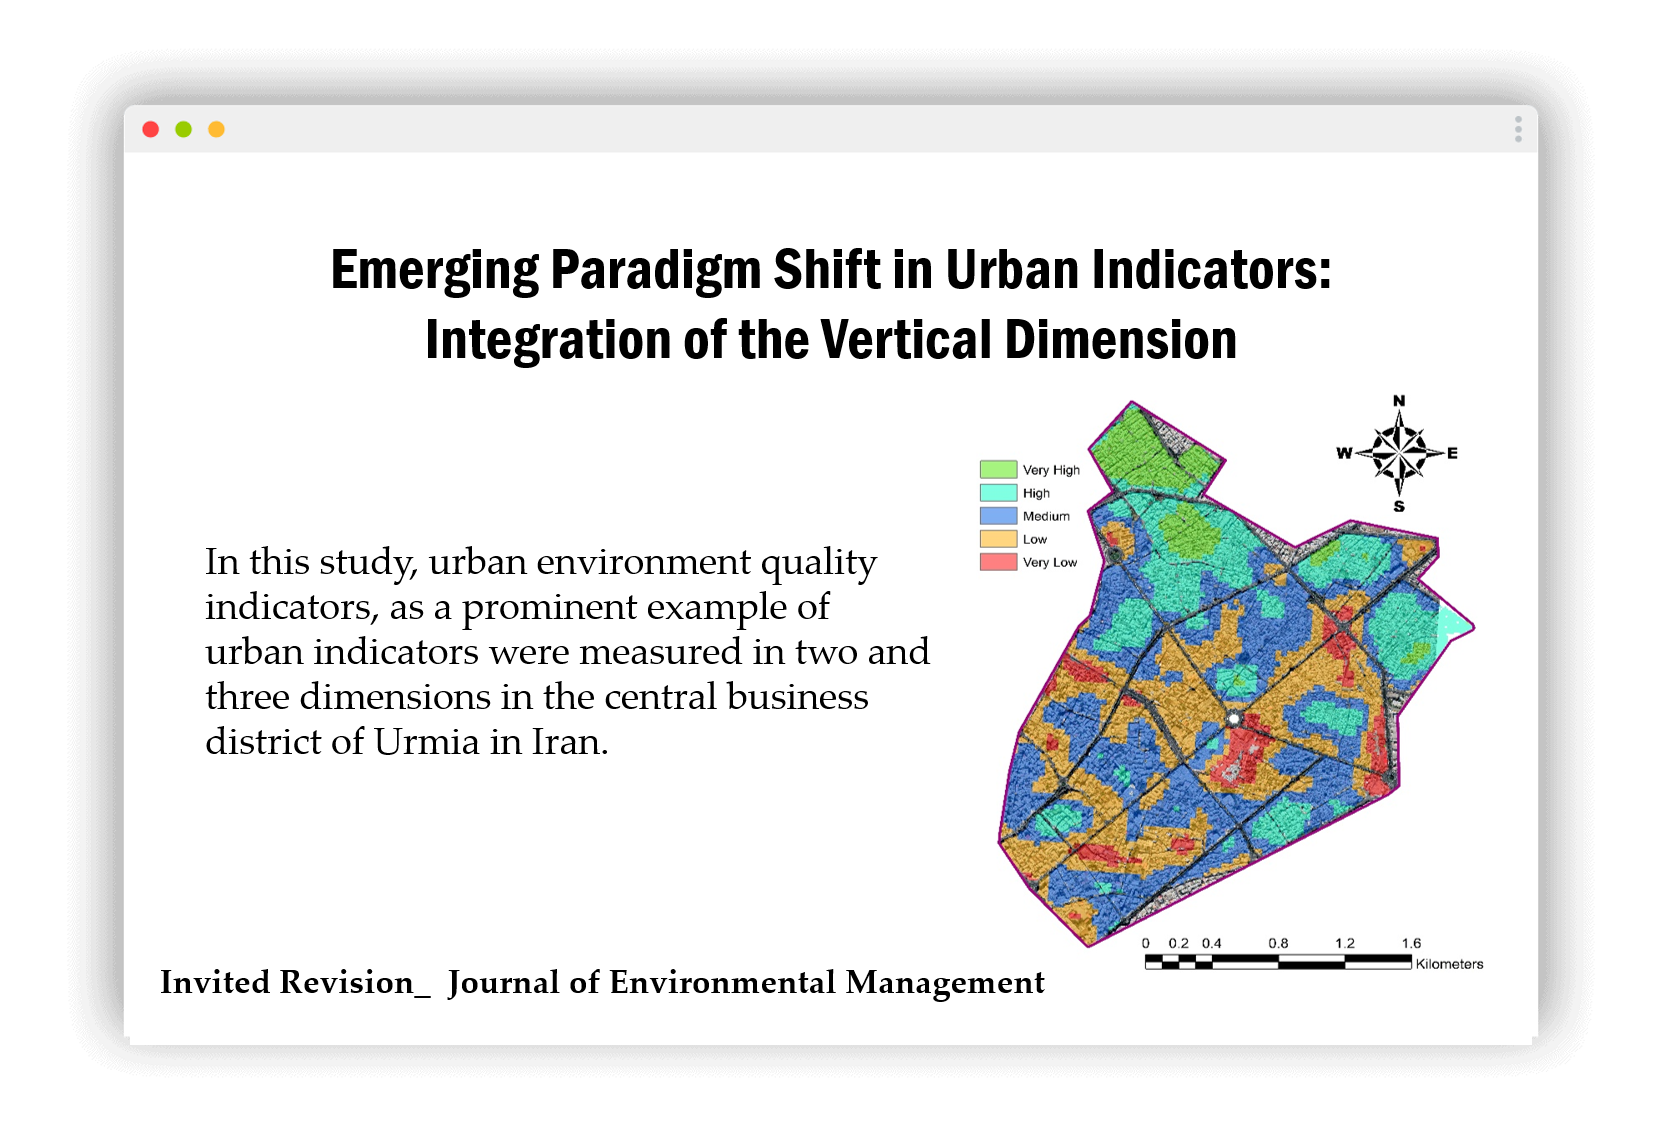 Emerging Paradigm Shift in Urban Indicators:
Integration of the Vertical Dimension
In this study, urban environment quality
indicators, as a prominent example of
urban indicators were measured in two and
three dimensions in the central business
district of Urmia in Iran.
Very High
High
Medium
Low
Very Low
N
W E
S
0 0.2 0.4 0.8 1.2 1.6
Kilometers
Invited Revision_ Journal of Environmental Management